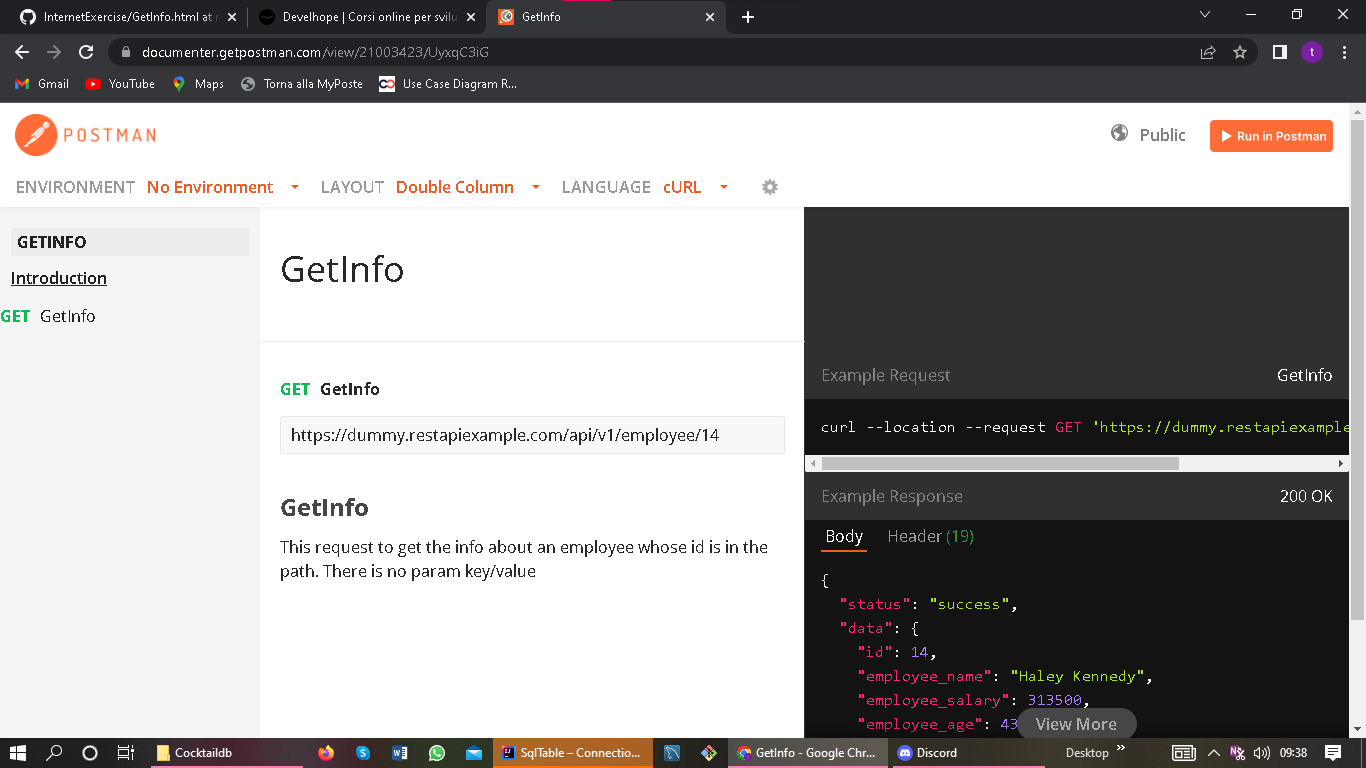 InternetExercise/GetInfo.html at r
Develhope | Corsi online per svilu
GetInfo
documenter.getpostman.com/view/21003423/UyxqC3iG
t
Gmail
YouTube
Maps
Torna alla MyPoste
Use Case Diagram R...
POSTMAN
Public
Run in Postman
ENVIRONMENT No Environment
LAYOUT Double Column
LANGUAGE cURL
GETINFO
Introduction
GET GetInfo
GetInfo
GET GetInfo
https://dummy.restapiexample.com/api/v1/employee/14
GetInfo
This request to get the info about an employee whose id is in the
path. There is no param key/value
Example Request
GetInfo
curl --location --request GET 'https://dummy.restapiexample
Example Response
200 OK
Body
Header (19)
{
"status": "success",
"data": {
"id": 14,
"employee_name": "Haley Kennedy",
"employee_salary": 313500,
"employee_age": 43
View More
Cocktaildb
SqlTable – Connectio...
GetInfo - Google Chr...
Discord
Desktop
09:38